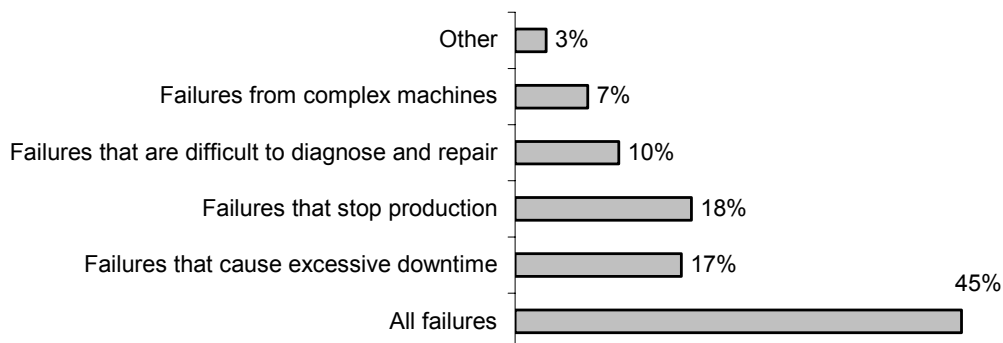 Other 3%
Failures from complex machines 7%
Failures that are difficult to diagnose and repair 10%
Failures that stop production 18%
Failures that cause excessive downtime 17%
45%
All failures